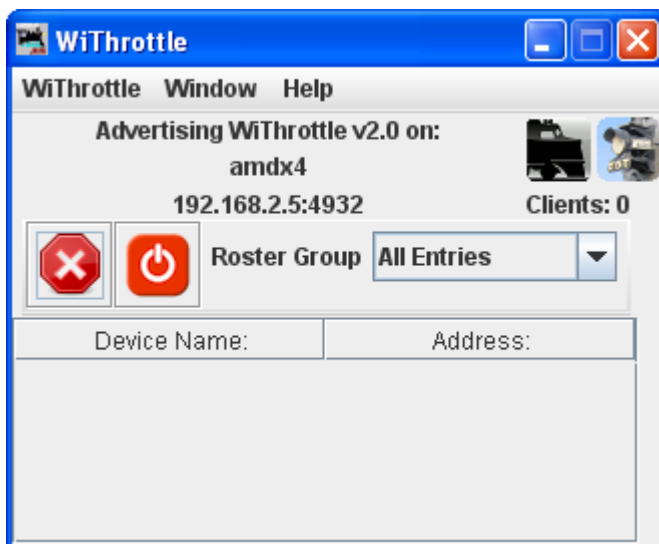 WiThrottle
WiThrottle Window Help
Advertising WiThrottle v2.0 on:
amdx4
192.168.2.5:4932
Clients: 0
Roster Group All Entries
Device Name: Address: